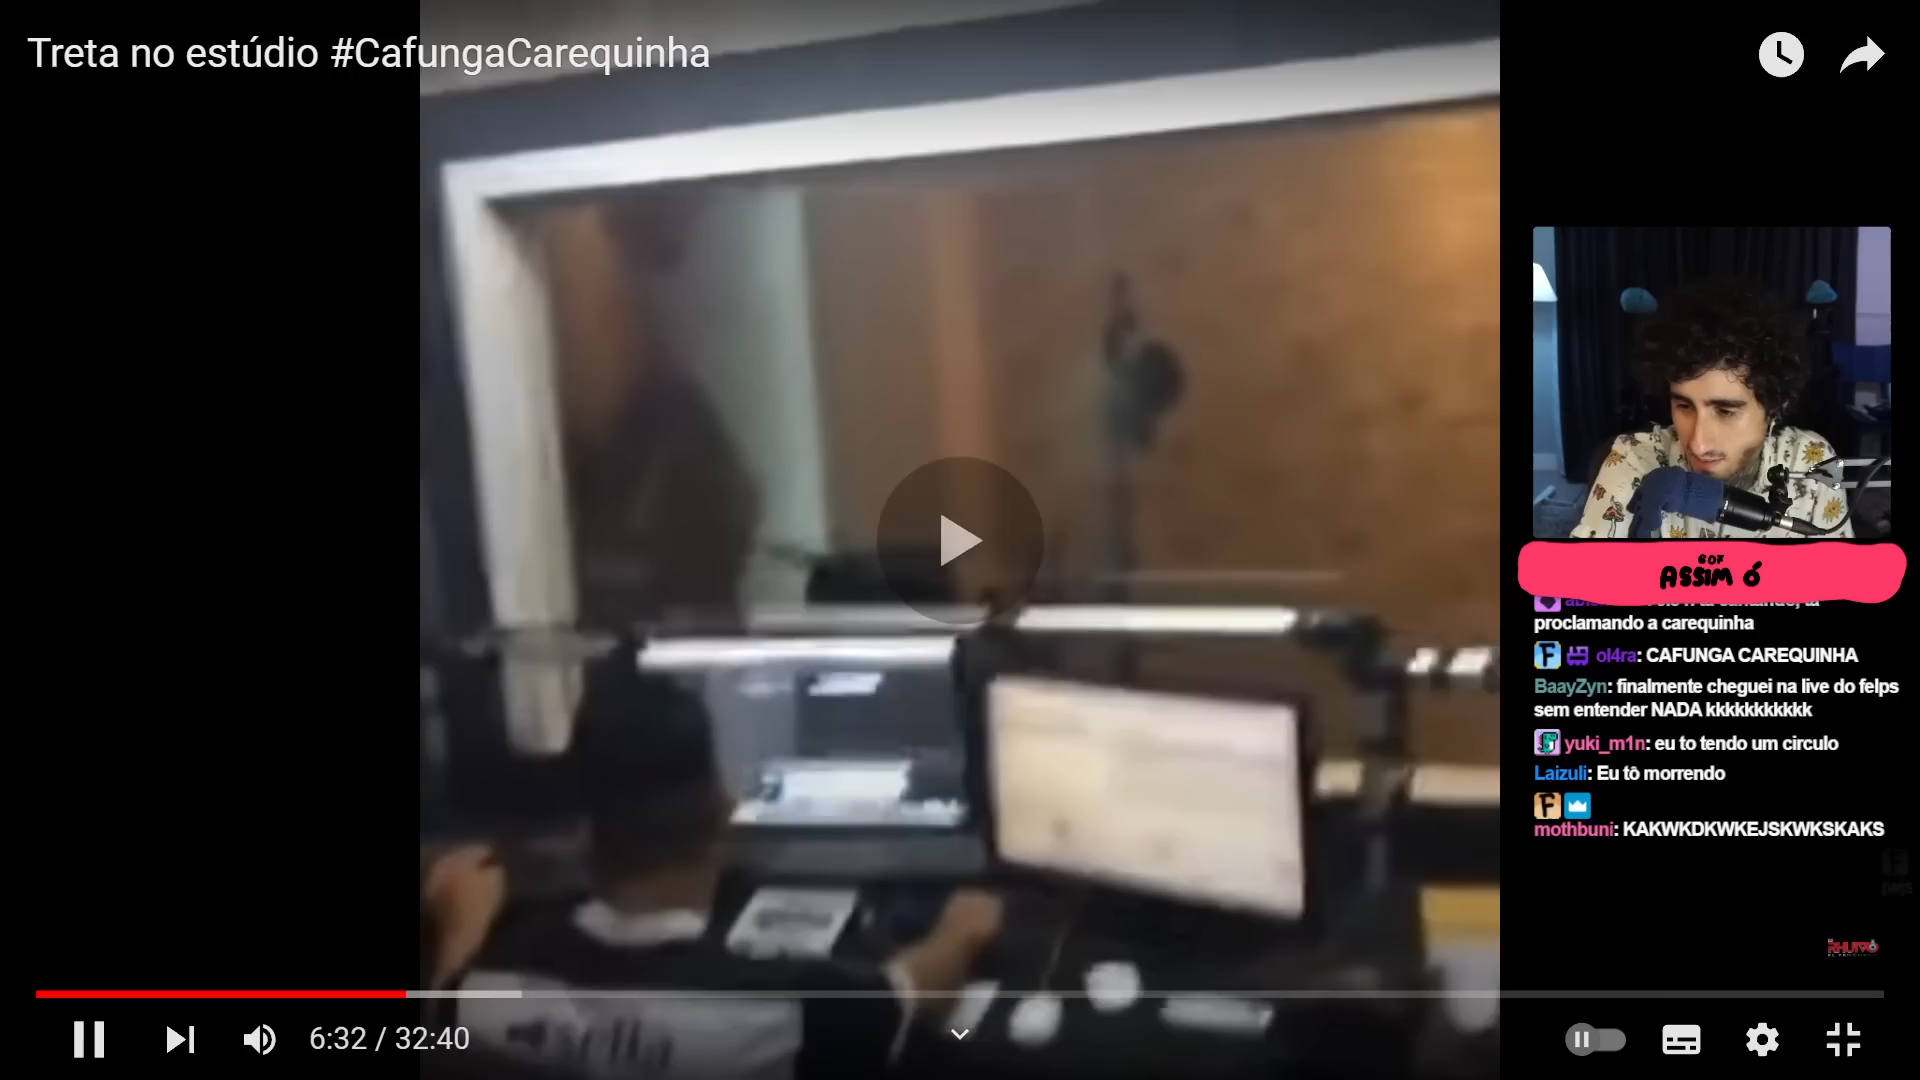 Treta no estúdio #CafungaCarequinha
ASSIM Ó
proclamando a carequinha
ol4ra: CAFUNGA CAREQUINHA
BaayZyn: finalmente cheguei na live do felps
sem entender NADA kkkkkkkkkkk
yuki_m1n: eu to tendo um circulo
Laizuli: Eu tô morrendo
mothbuni: KAKWKDKWKEJSKWKSKAKS
6:32 / 32:40